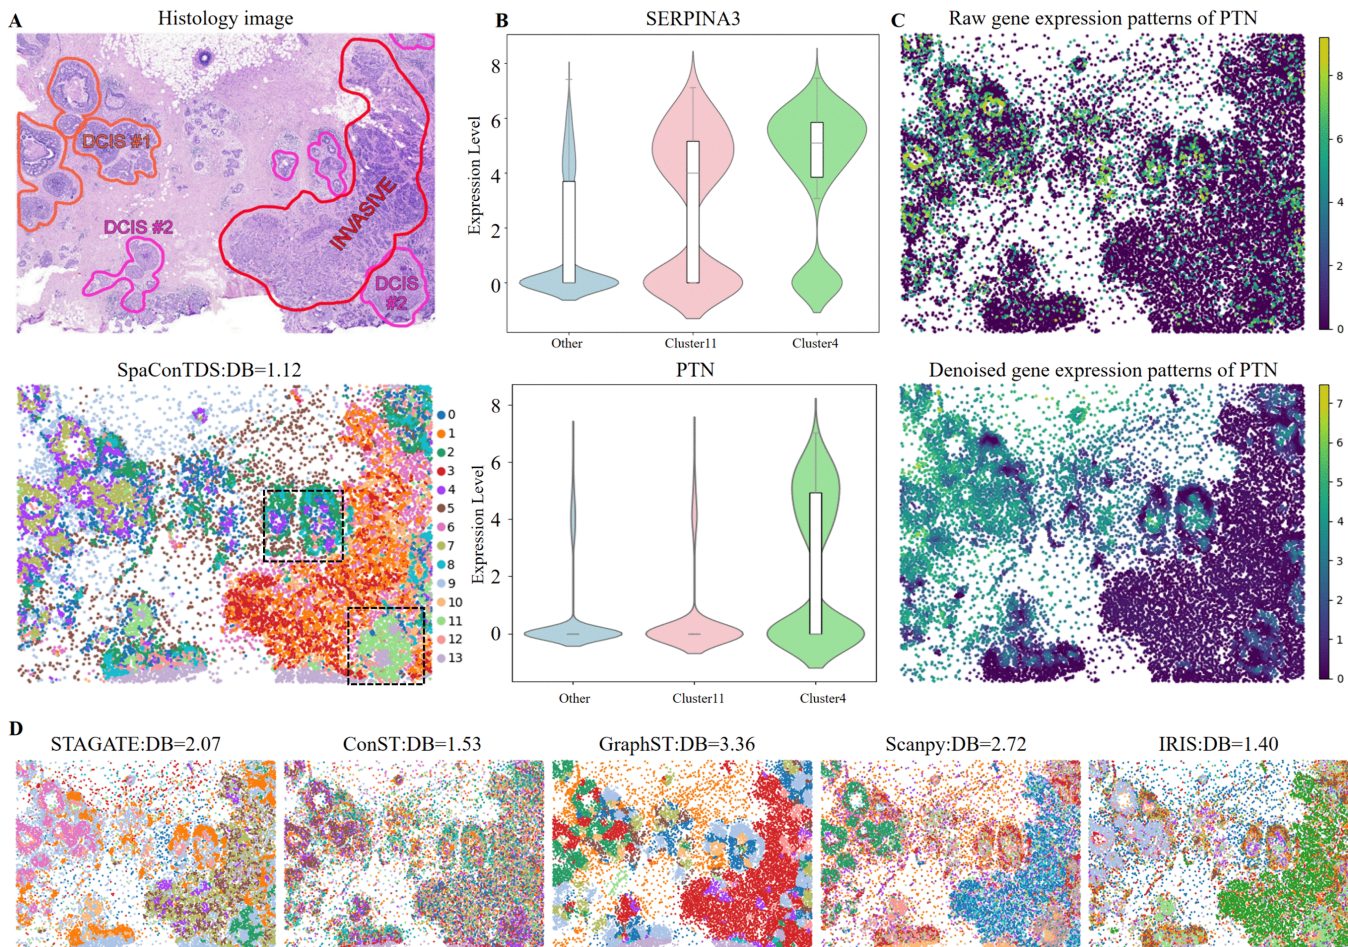 A
Histology image
DCIS #1
DCIS #2
INVASIVE
DCIS
#2
B
SERPINA3
Expression Level
8
6
4
2
0
Other
Cluster11
Cluster4
C
Raw gene expression patterns of PTN
8
6
4
2
0
SpaConTDS:DB=1.12
0
1
2
3
4
5
6
7
8
9
10
11
12
13
PTN
Expression Level
8
6
4
2
0
Other
Cluster11
Cluster4
Denoised gene expression patterns of PTN
7
6
5
4
3
2
1
0
D
STAGATE:DB=2.07
ConST:DB=1.53
GraphST:DB=3.36
Scanpy:DB=2.72
IRIS:DB=1.40